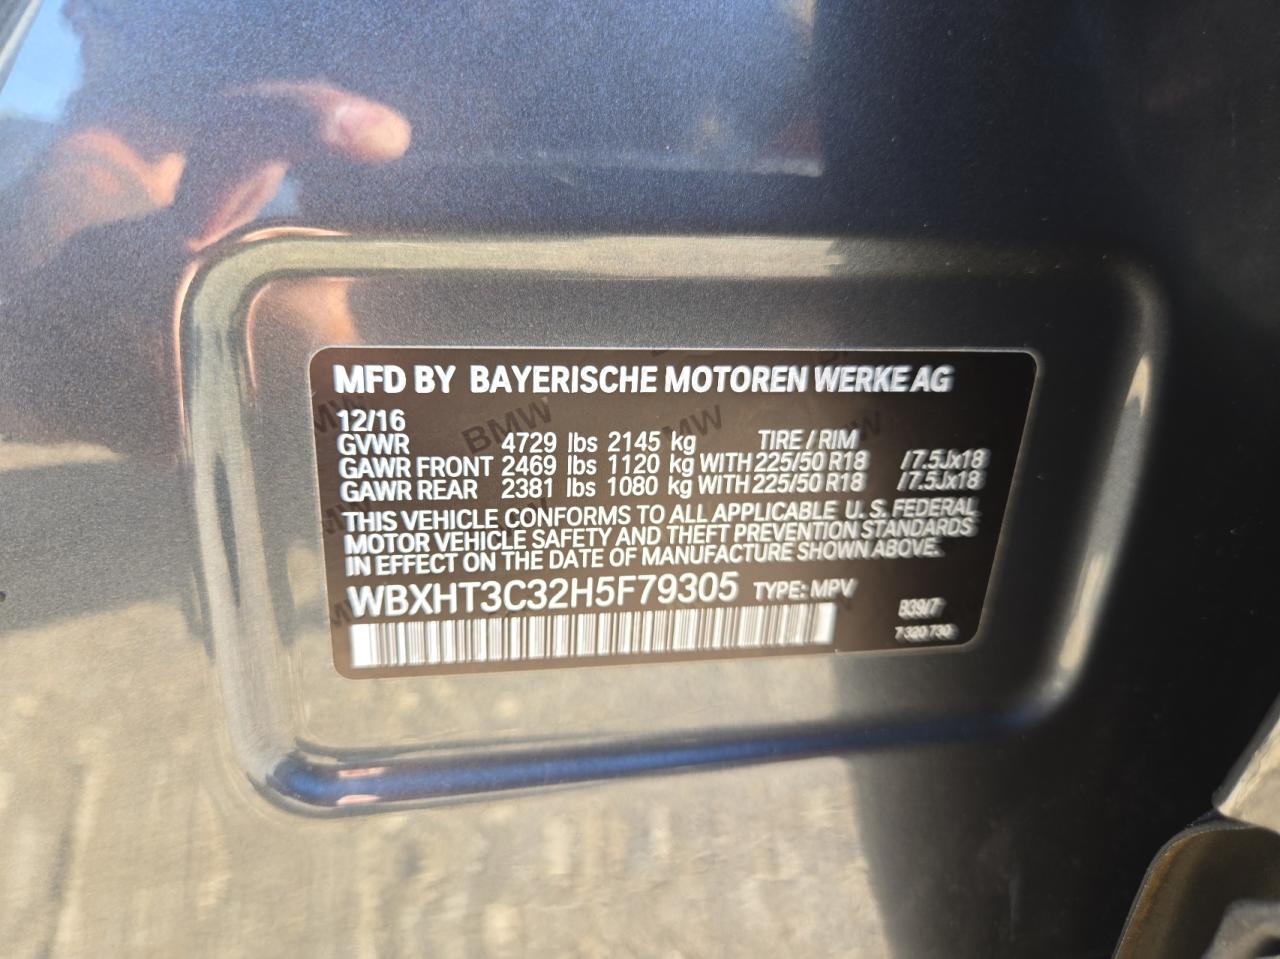 MFD BY BAYERISCHE MOTOREN WERKE AG
12/16
GVWR 4729 lbs 2145 kg TIRE / RIM
GAWR FRONT 2469 lbs 1120 kg WITH 225/50 R18 /7.5Jx18
GAWR REAR 2381 lbs 1080 kg WITH 225/50 R18 /7.5Jx18
THIS VEHICLE CONFORMS TO ALL APPLICABLE U. S. FEDERAL
MOTOR VEHICLE SAFETY AND THEFT PREVENTION STANDARDS
IN EFFECT ON THE DATE OF MANUFACTURE SHOWN ABOVE.
WBXHT3C32H5F79305 TYPE: MPV
B39/7
7 320 730